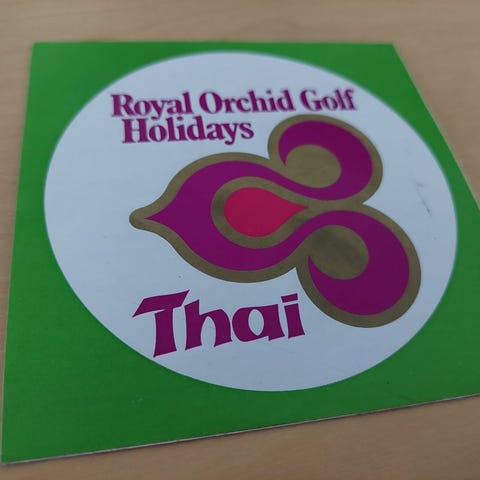 Royal Orchid Golf
Holidays
Thai